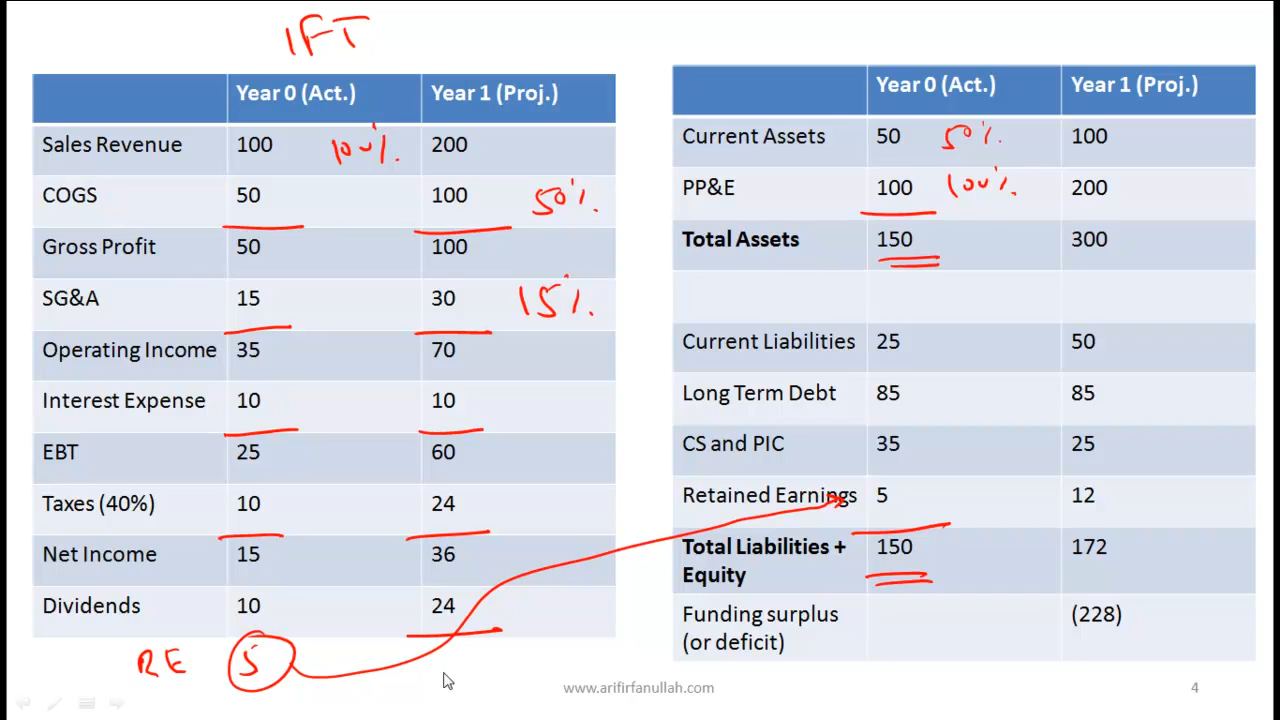 IFT
Year 0 (Act.) Year 1 (Proj.)
Sales Revenue 100 100% 200
COGS 50 100 50%
Gross Profit 50 100
SG&A 15 30 15%
Operating Income 35 70
Interest Expense 10 10
EBT 25 60
Taxes (40%) 10 24
Net Income 15 36
Dividends 10 24
RE 5
Year 0 (Act.) Year 1 (Proj.)
Current Assets 50 50% 100
PP&E 100 100% 200
Total Assets 150 300
Current Liabilities 25 50
Long Term Debt 85 85
CS and PIC 35 25
Retained Earnings 5 12
Total Liabilities + 150 172
Equity
Funding surplus (228)
(or deficit)
www.arifirfanullah.com 4